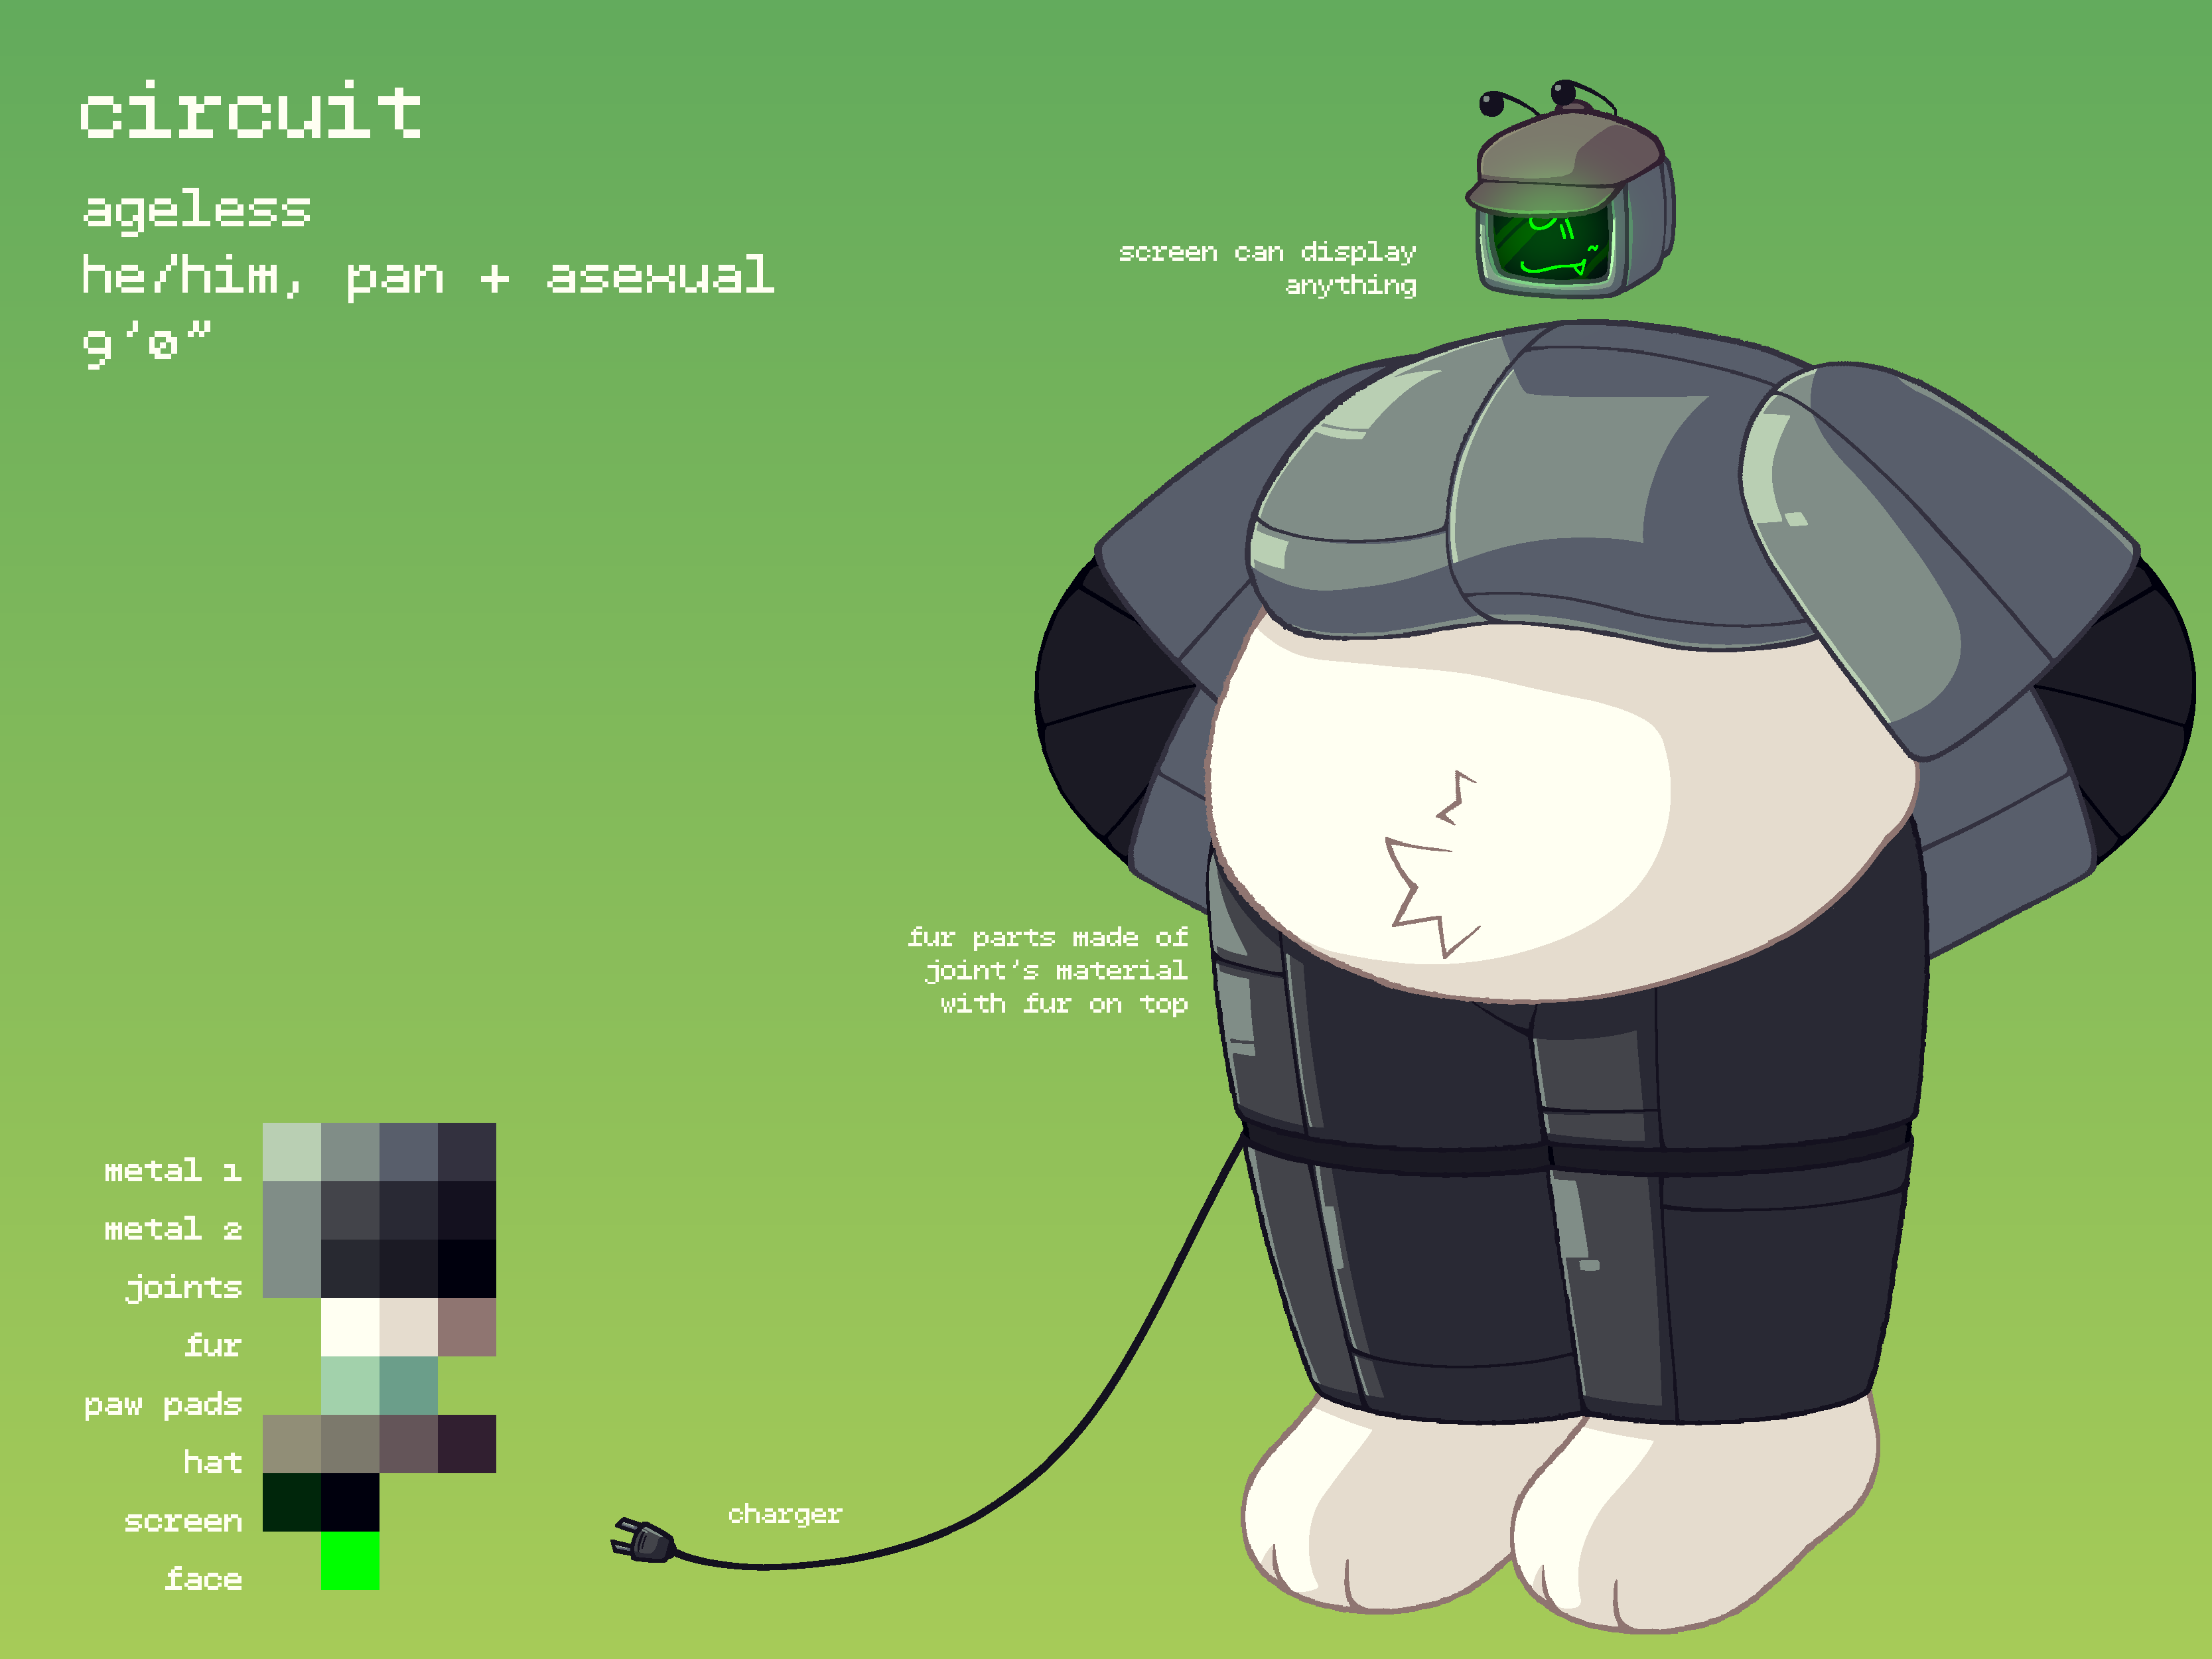 circuit
ageless
he/him, pan + asexual
9'0"
screen can display
anything
fur parts made of
joint's material
with fur on top
metal 1
metal 2
joints
fur
paw pads
hat
screen
face
charger